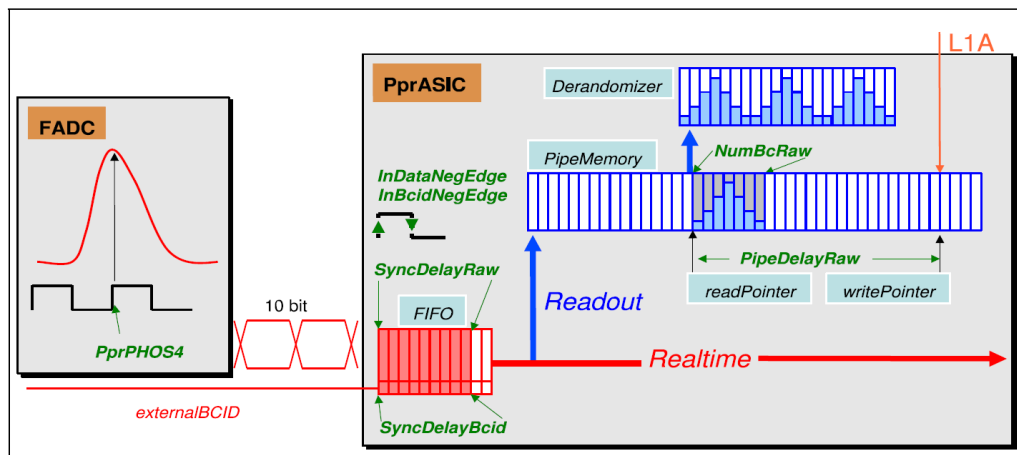 L1A
PprASIC
Derandomizer
FADC
NumBcRaw
PipeMemory
InDataNegEdge
InBcidNegEdge
SyncDelayRaw
PipeDelayRaw
readPointer
writePointer
FIFO
Readout
10 bit
PprPHOS4
Realtime
externalBCID
SyncDelayBcid